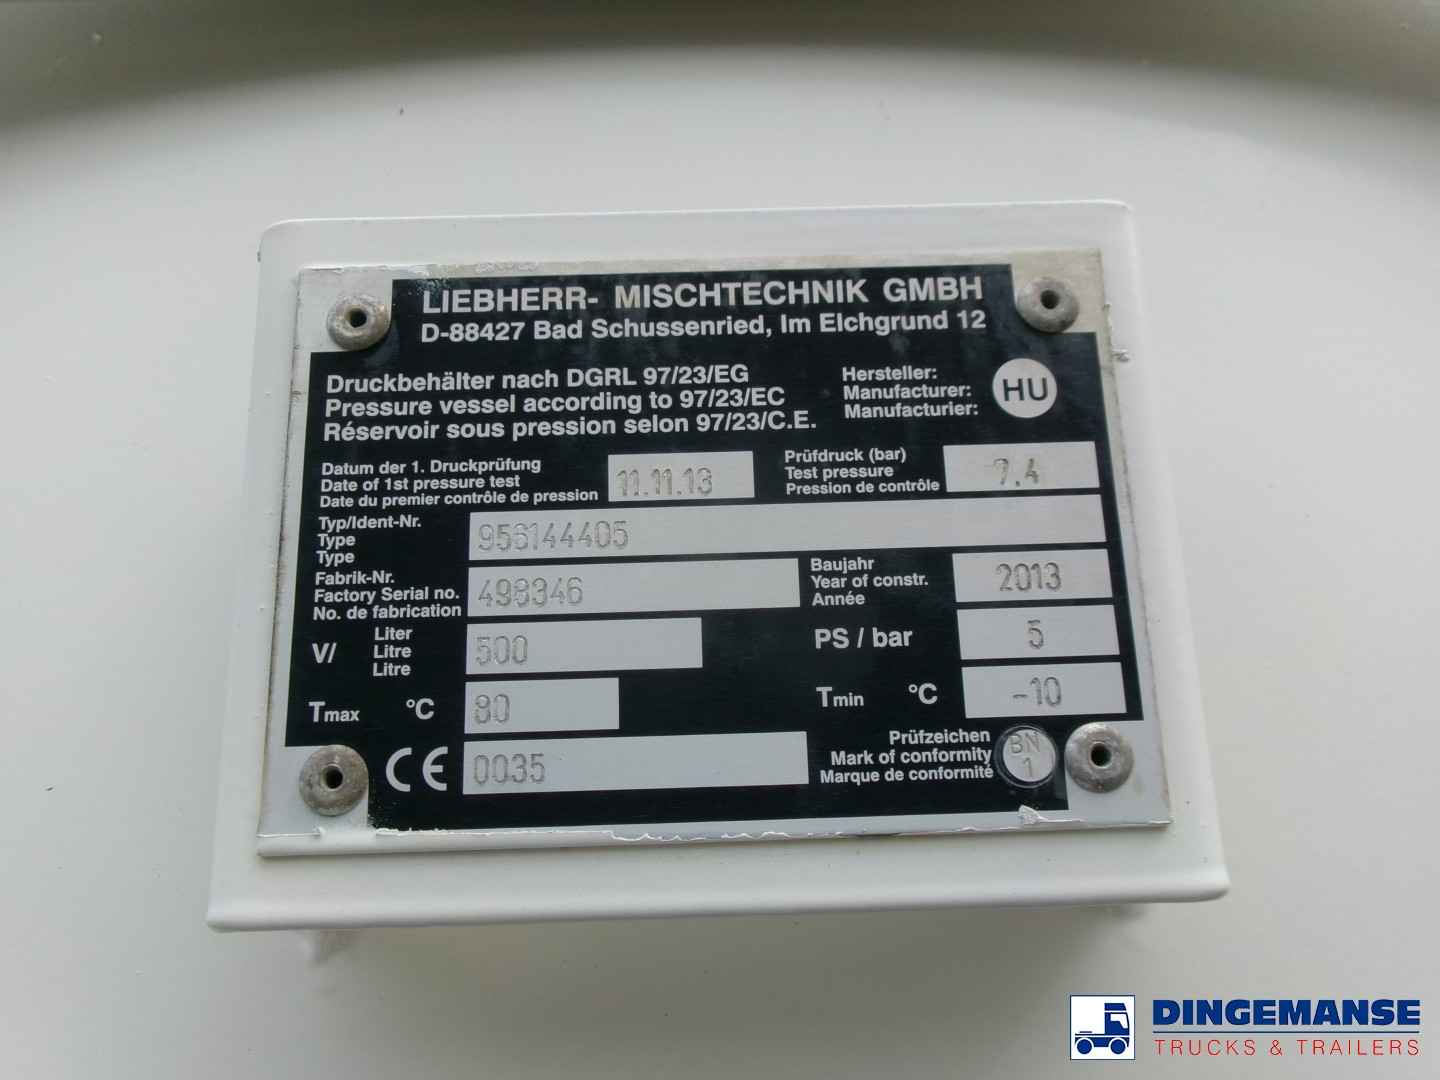 LIEBHERR- MISCHTECHNIK GMBH
D-88427 Bad Schussenried, Im Elchgrund 12
Druckbehälter nach DGRL 97/23/EG
Pressure vessel according to 97/23/EC
Réservoir sous pression selon 97/23/C.E.
Hersteller:
Manufacturer:
Manufacturier:
HU
Datum der 1. Druckprüfung
Date of 1st pressure test
Date du premier contrôle de pression
11.11.13
Prüfdruck (bar)
Test pressure
Pression de contrôle
7,4
Typ/Ident-Nr.
Type
Type
956144405
Fabrik-Nr.
Factory Serial no.
No. de fabrication
498346
Baujahr
Year of constr.
Année
2013
V/
Liter
Litre
Litre
500
PS / bar
5
Tmax °C
80
Tmin °C
-10
CE
0035
Prüfzeichen
Mark of conformity
Marque de conformité
BN
1
DINGEMANSE
TRUCKS & TRAILERS